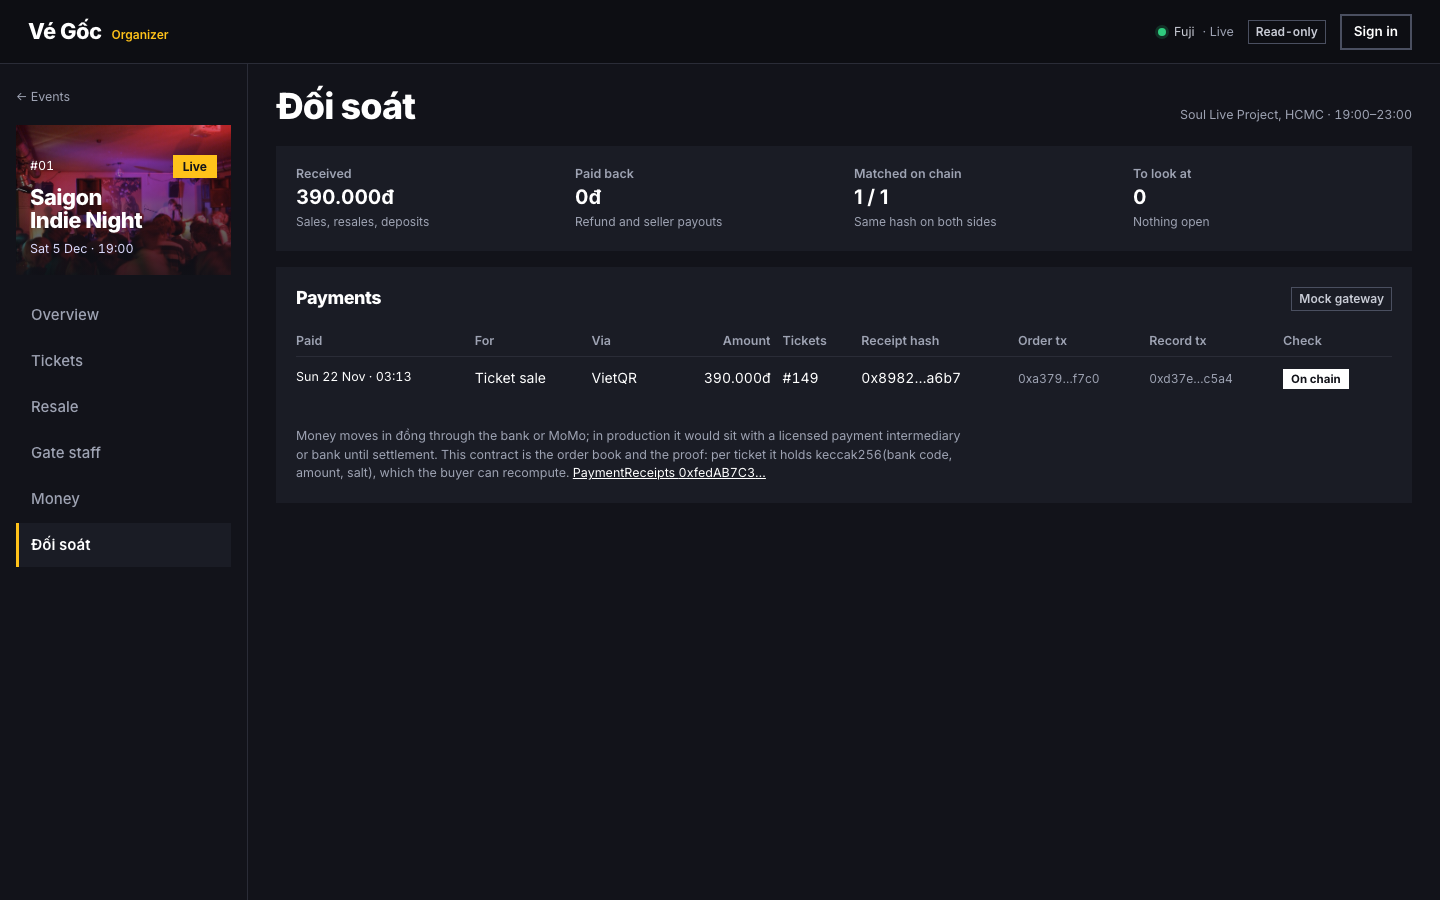 Vé Gốc Organizer
Fuji · Live Read-only Sign in
← Events
#01 Live
Saigon
Indie Night
Sat 5 Dec · 19:00
Overview
Tickets
Resale
Gate staff
Money
Đối soát
Đối soát
Soul Live Project, HCMC · 19:00–23:00
Received Paid back Matched on chain To look at
390.000đ 0đ 1 / 1 0
Sales, resales, deposits Refund and seller payouts Same hash on both sides Nothing open
Payments Mock gateway
Paid For Via Amount Tickets Receipt hash Order tx Record tx Check
Sun 22 Nov · 03:13 Ticket sale VietQR 390.000đ #149 0x8982…a6b7 0xa379…f7c0 0xd37e…c5a4 On chain
Money moves in đồng through the bank or MoMo; in production it would sit with a licensed payment intermediary
or bank until settlement. This contract is the order book and the proof: per ticket it holds keccak256(bank code,
amount, salt), which the buyer can recompute. PaymentReceipts 0xfedAB7C3…